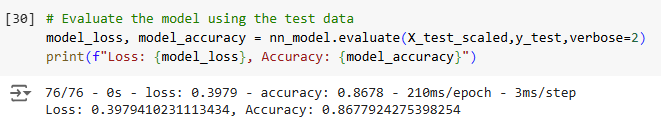 [30] # Evaluate the model using the test data
model_loss, model_accuracy = nn_model.evaluate(X_test_scaled,y_test,verbose=2)
print(f"Loss: {model_loss}, Accuracy: {model_accuracy}")
76/76 - 0s - loss: 0.3979 - accuracy: 0.8678 - 210ms/epoch - 3ms/step
Loss: 0.3979410231113434, Accuracy: 0.8677924275398254